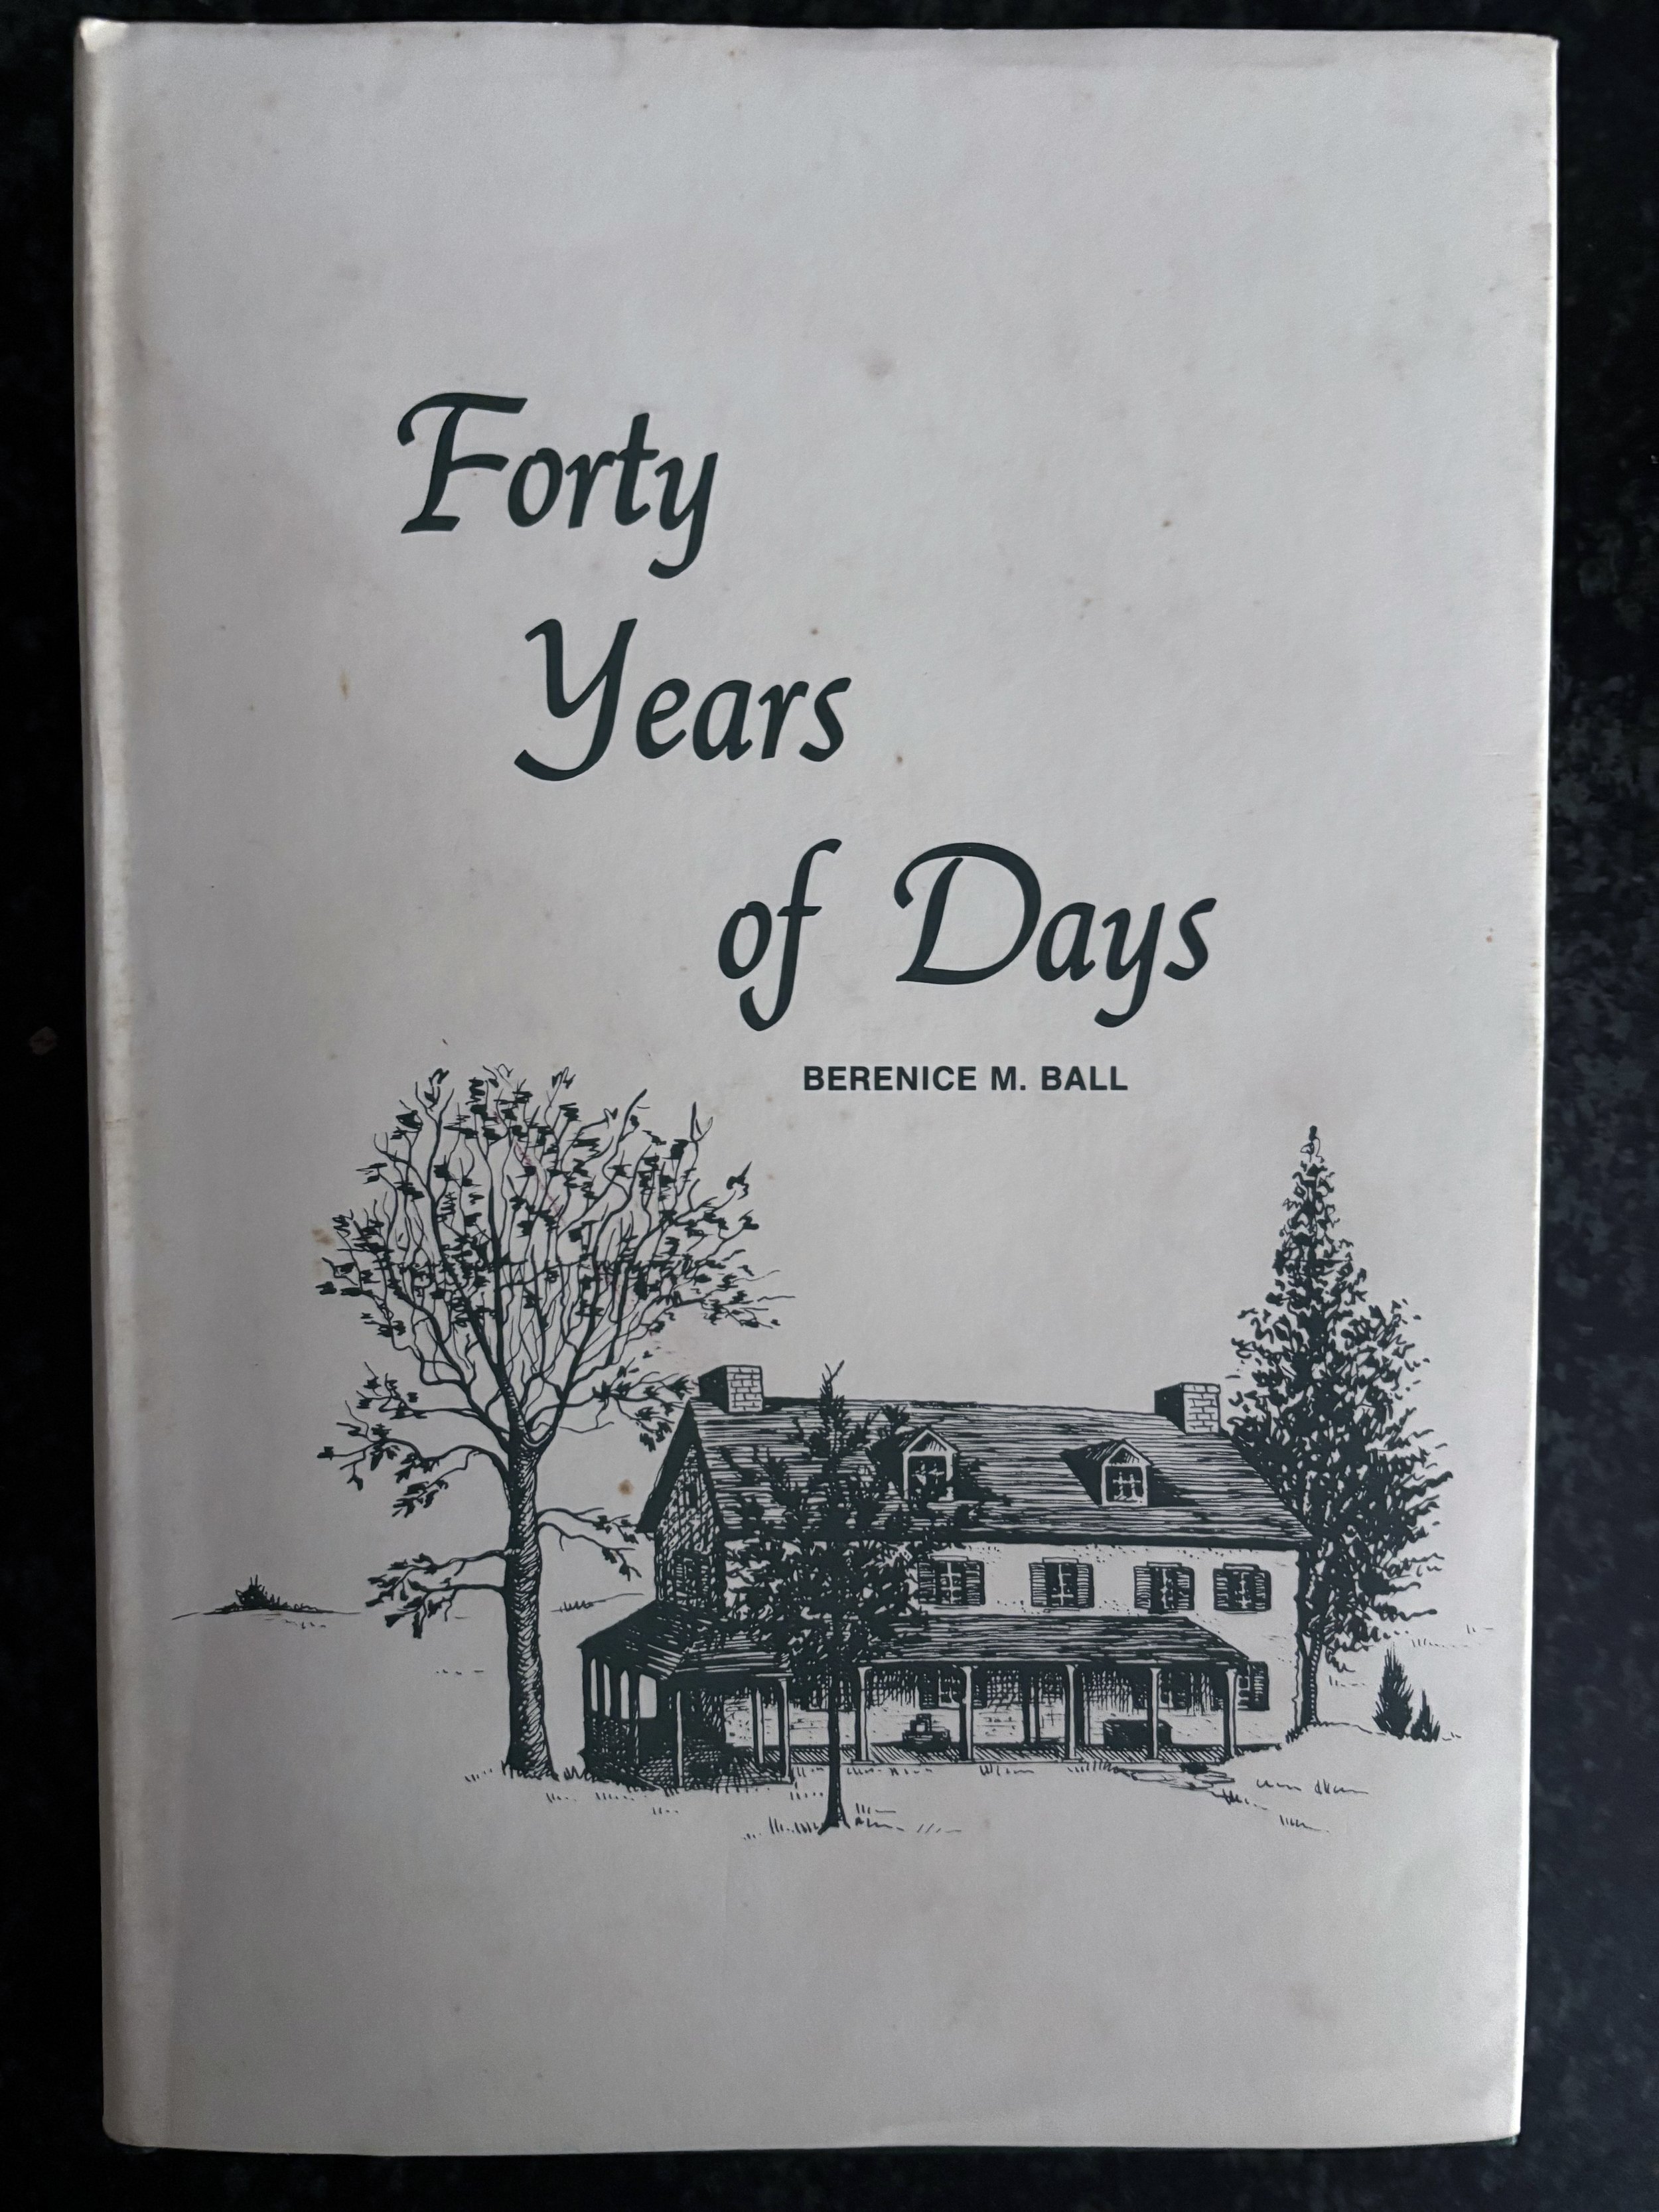 Forty
Years
of Days
BERENICE M. BALL